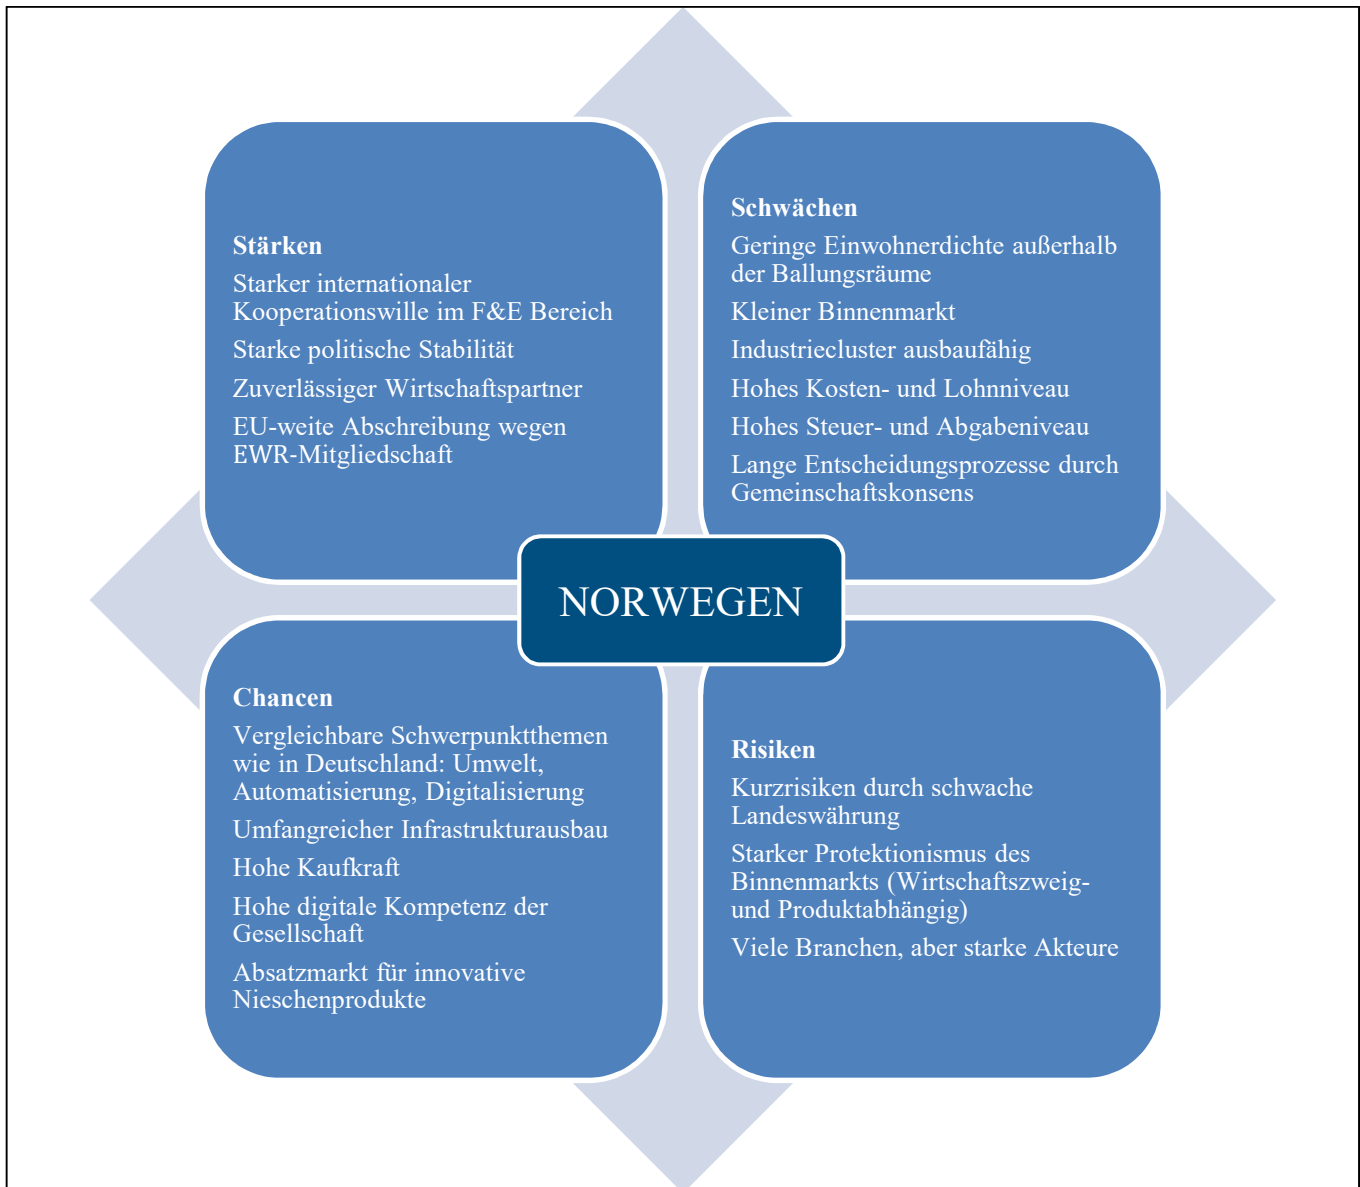 Stärken
Starker internationaler
Kooperationswille im F&E Bereich
Starke politische Stabilität
Zuverlässiger Wirtschaftspartner
EU-weite Abschreibung wegen
EWR-Mitgliedschaft
Schwächen
Geringe Einwohnerdichte außerhalb
der Ballungsräume
Kleiner Binnenmarkt
Industriecluster ausbaufähig
Hohes Kosten- und Lohnniveau
Hohes Steuer- und Abgabeniveau
Lange Entscheidungsprozesse durch
Gemeinschaftskonsens
NORWEGEN
Chancen
Vergleichbare Schwerpunktthemen
wie in Deutschland: Umwelt,
Automatisierung, Digitalisierung
Umfangreicher Infrastrukturausbau
Hohe Kaufkraft
Hohe digitale Kompetenz der
Gesellschaft
Absatzmarkt für innovative
Nieschenprodukte
Risiken
Kurzrisiken durch schwache
Landeswährung
Starker Protektionismus des
Binnenmarkts (Wirtschaftszweig-
und Produktabhängig)
Viele Branchen, aber starke Akteure